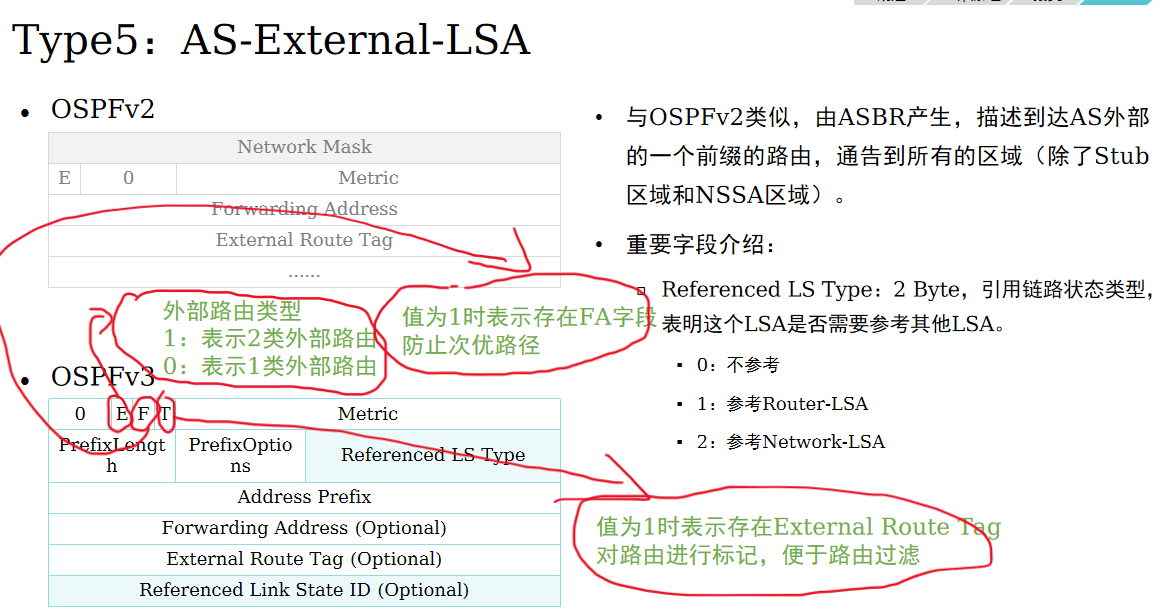 Type5：AS-External-LSA
• OSPFv2
Network Mask
E 0 Metric
Forwarding Address
External Route Tag
......
外部路由类型
1：表示2类外部路由
0：表示1类外部路由
值为1时表示存在FA字段
防止次优路径
• OSPFv3
0 E F T Metric
PrefixLengt
h
PrefixOptio
ns
Referenced LS Type
Address Prefix
Forwarding Address (Optional)
External Route Tag (Optional)
Referenced Link State ID (Optional)
• 与OSPFv2类似，由ASBR产生，描述到达AS外部
的一个前缀的路由，通告到所有的区域（除了Stub
区域和NSSA区域）。
• 重要字段介绍：
Referenced LS Type：2 Byte，引用链路状态类型，
表明这个LSA是否需要参考其他LSA。
▪ 0：不参考
▪ 1：参考Router-LSA
▪ 2：参考Network-LSA
值为1时表示存在External Route Tag
对路由进行标记，便于路由过滤